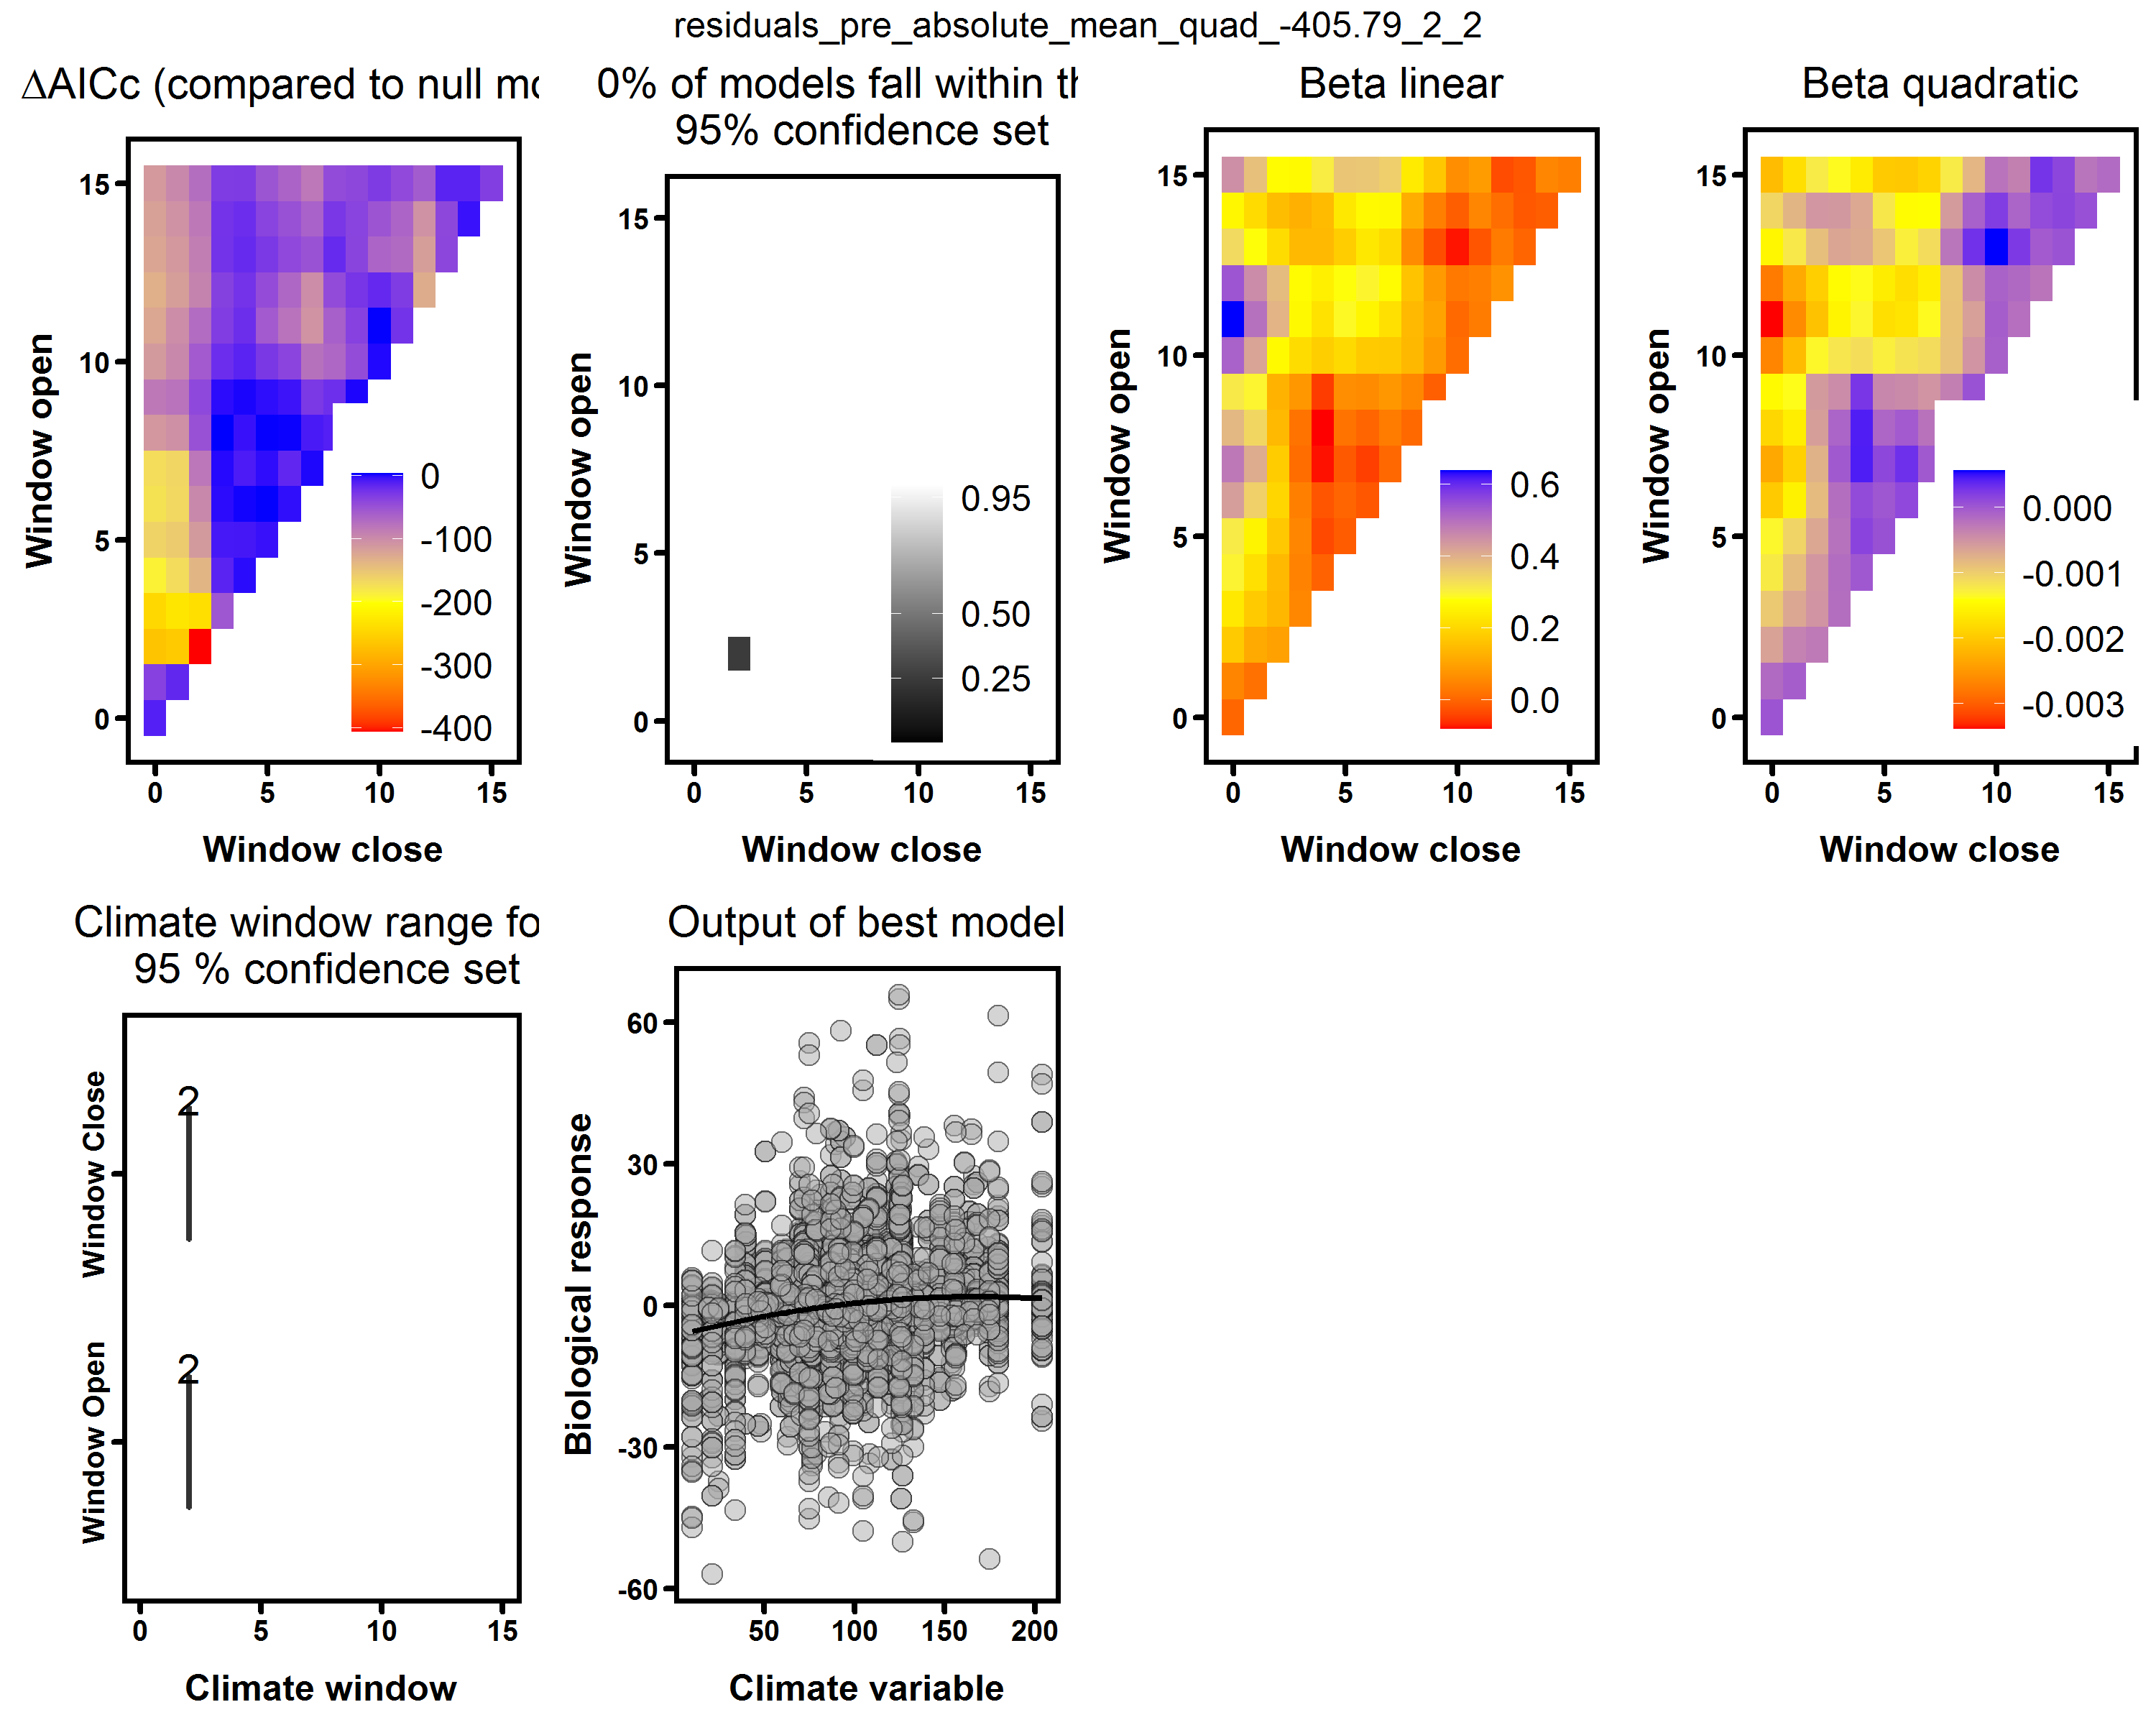 residuals_pre_absolute_mean_quad_-405.79_2_2
ΔAICc (compared to null mo
15
10
5
0
0
-100
-200
-300
-400
0 5 10 15
Window open
Window close
0% of models fall within th
95% confidence set
15
10
5
0
0.95
0.50
0.25
0 5 10 15
Window open
Window close
Beta linear
15
10
5
0
0.6
0.4
0.2
0.0
0 5 10 15
Window open
Window close
Beta quadratic
15
10
5
0
0.000
-0.001
-0.002
-0.003
0 5 10 15
Window open
Window close
Climate window range fo
95 % confidence set
Window Close
2
Window Open
2
0 5 10 15
Climate window
Output of best model
60
30
0
-30
-60
50 100 150 200
Biological response
Climate variable